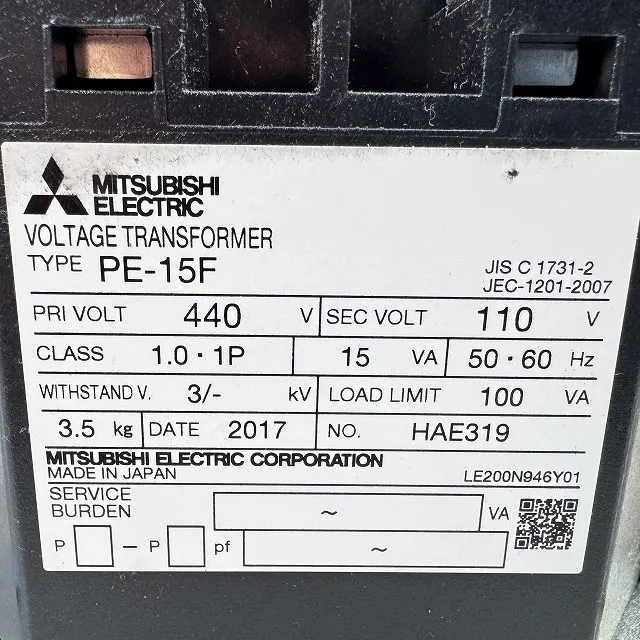 MITSUBISHI
ELECTRIC
VOLTAGE TRANSFORMER
TYPE PE-15F
JIS C 1731-2
JEC-1201-2007
PRI VOLT 440 V SEC VOLT 110 V
CLASS 1.0・1P 15 VA 50・60 Hz
WITHSTAND V. 3/- kV LOAD LIMIT 100 VA
3.5 kg DATE 2017 NO. HAE319
MITSUBISHI ELECTRIC CORPORATION
MADE IN JAPAN LE200N946Y01
SERVICE
BURDEN ~ VA
P - P pf ~